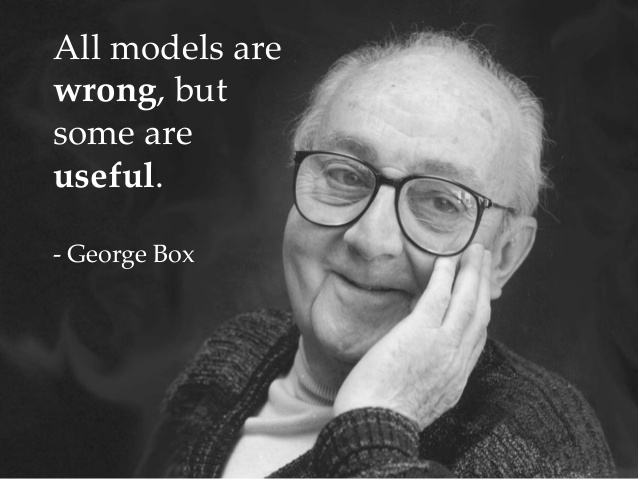 All models are
wrong, but
some are
useful.
- George Box